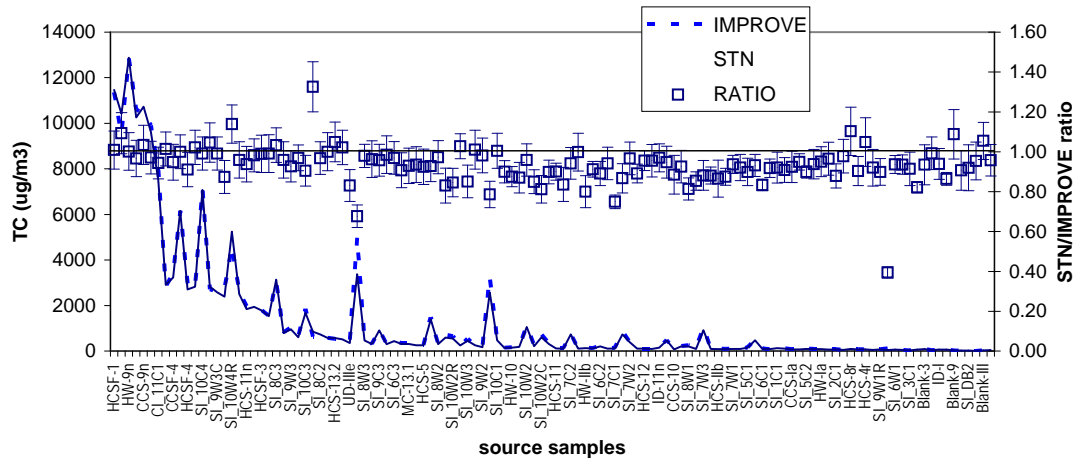 IMPROVE
STN
RATIO
TC (ug/m3)
14000
12000
10000
8000
6000
4000
2000
0
1.60
1.40
1.20
1.00
0.80
0.60
0.40
0.20
0.00
STN/IMPROVE ratio
HCSF-1
HW-9n
CCS-9n
CI_11C1
CCSF-4
HCSF-4
SI_10C4
SI_9W3C
SI_10W4R
HCS-11n
HCSF-3
SI_8C3
SI_9W3
SI_10C3
SI_8C2
HCS-13.2
UD-IIIe
SI_8W3
SI_9C3
SI_6C3
MC-13.1
HCS-5
SI_8W2
SI_10W2R
SI_10W3
SI_9W2
SI_10C1
HW-10
SI_10W2
SI_10W2C
HCS-11
SI_7C2
HW-IIb
SI_6C2
SI_7C1
SI_7W2
HCS-12
ID-11n
CCS-10
SI_8W1
SI_7W3
HCS-IIb
SI_7W1
SI_5C1
SI_6C1
SI_8C1
CCS-Ia
SI_5C2
HW-Ia
SI_2C1
HCS-8r
HCS-4r
SI_9W1R
SI_6W1
SI_3C1
Blank-3
ID-I
Blank-9
SI_DB2
Blank-III
source samples